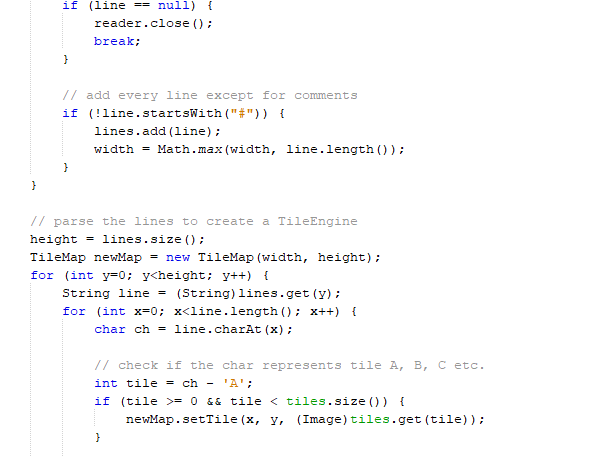 if (line == null) {
reader.close();
break;
}
// add every line except for comments
if (!line.startsWith("#")) {
lines.add(line);
width = Math.max(width, line.length());
}
}
// parse the lines to create a TileEngine
height = lines.size();
TileMap newMap = new TileMap(width, height);
for (int y=0; y<height; y++) {
String line = (String)lines.get(y);
for (int x=0; x<line.length(); x++) {
char ch = line.charAt(x);
// check if the char represents tile A, B, C etc.
int tile = ch - 'A';
if (tile >= 0 && tile < tiles.size()) {
newMap.setTile(x, y, (Image)tiles.get(tile));
}